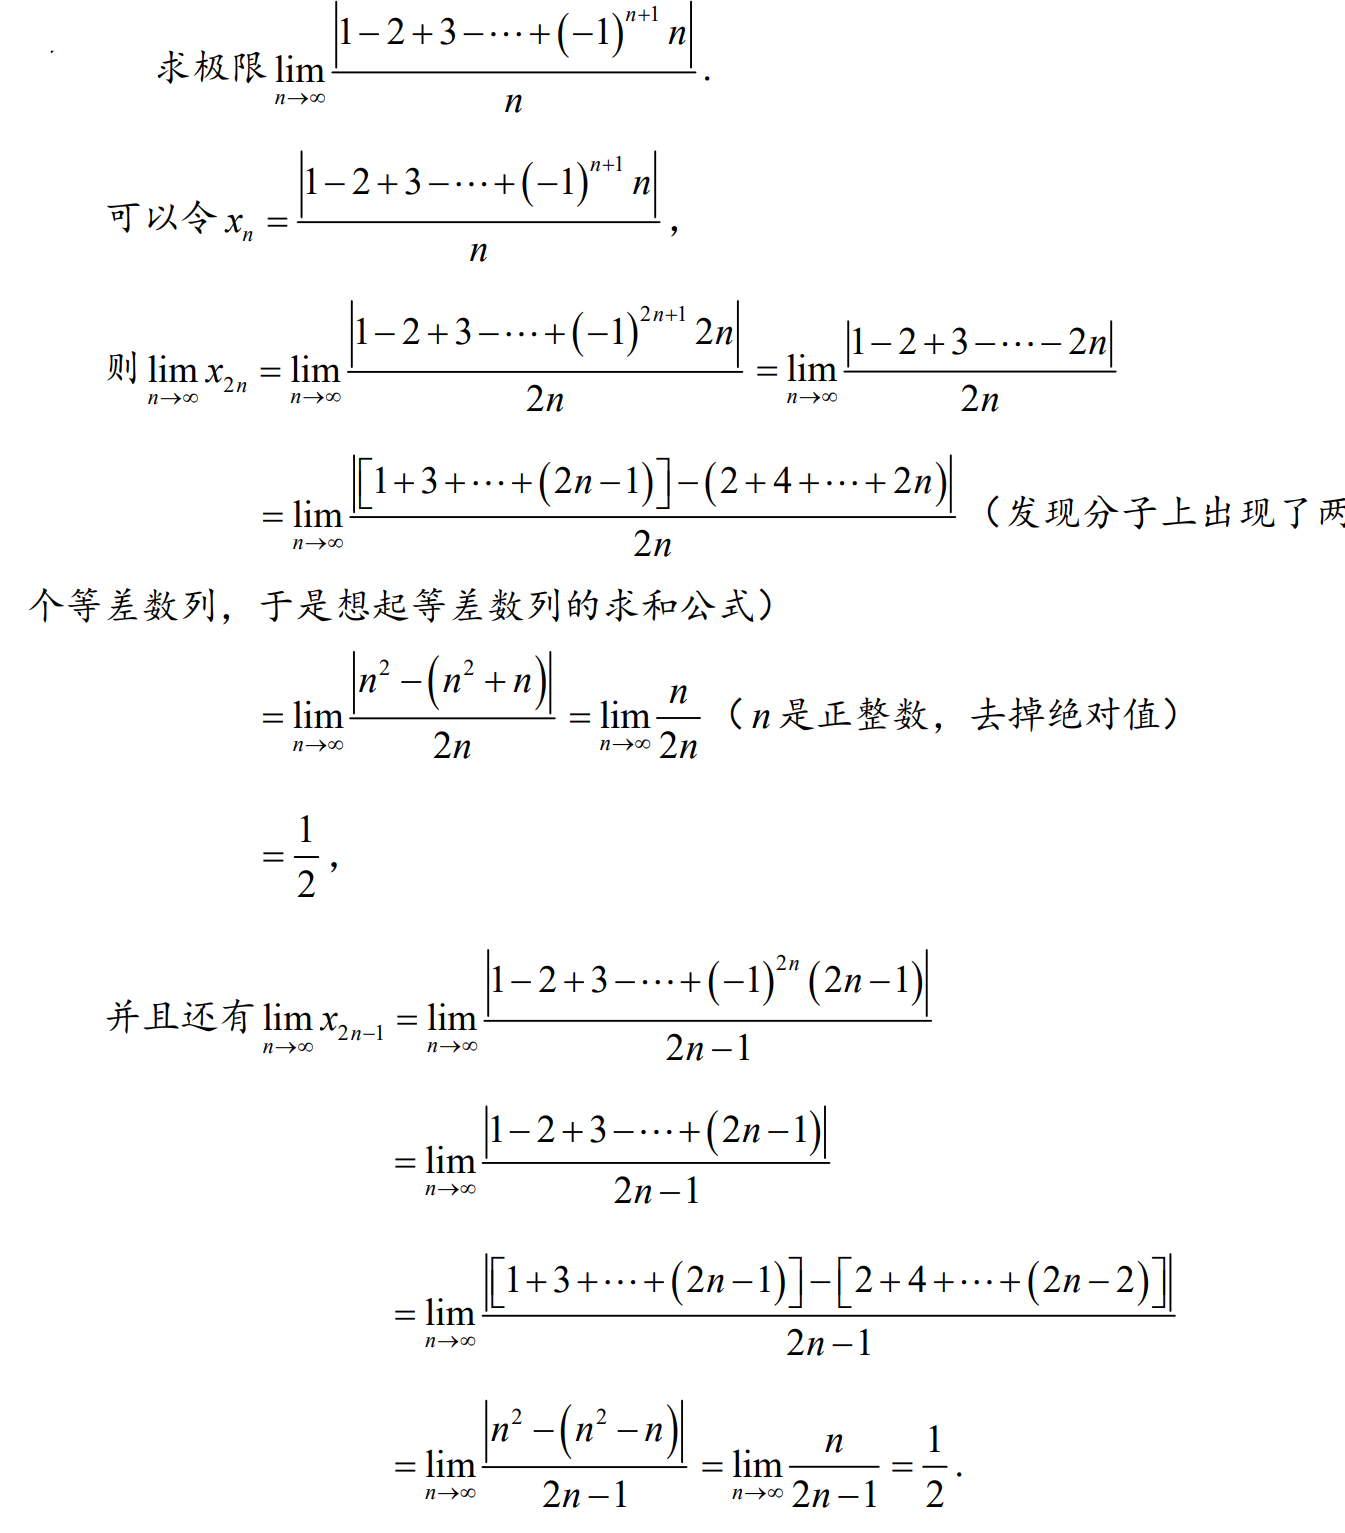 求极限 $\lim_{n\to\infty}\frac{\left|1-2+3-\cdots+(-1)^{n+1}n\right|}{n}$.
可以令 $x_n=\frac{\left|1-2+3-\cdots+(-1)^{n+1}n\right|}{n}$，
则 $\lim_{n\to\infty}x_{2n}=\lim_{n\to\infty}\frac{\left|1-2+3-\cdots+(-1)^{2n+1}2n\right|}{2n}=\lim_{n\to\infty}\frac{\left|1-2+3-\cdots-2n\right|}{2n}$
$=\lim_{n\to\infty}\frac{\left|\left[1+3+\cdots+(2n-1)\right]-(2+4+\cdots+2n)\right|}{2n}$（发现分子上出现了两
个等差数列，于是想起等差数列的求和公式）
$=\lim_{n\to\infty}\frac{\left|n^2-(n^2+n)\right|}{2n}=\lim_{n\to\infty}\frac{n}{2n}$（$n$ 是正整数，去掉绝对值）
$=\frac{1}{2}$，
并且还有 $\lim_{n\to\infty}x_{2n-1}=\lim_{n\to\infty}\frac{\left|1-2+3-\cdots+(-1)^{2n}(2n-1)\right|}{2n-1}$
$=\lim_{n\to\infty}\frac{\left|1-2+3-\cdots+(2n-1)\right|}{2n-1}$
$=\lim_{n\to\infty}\frac{\left|\left[1+3+\cdots+(2n-1)\right]-\left[2+4+\cdots+(2n-2)\right]\right|}{2n-1}$
$=\lim_{n\to\infty}\frac{\left|n^2-(n^2-n)\right|}{2n-1}=\lim_{n\to\infty}\frac{n}{2n-1}=\frac{1}{2}$.